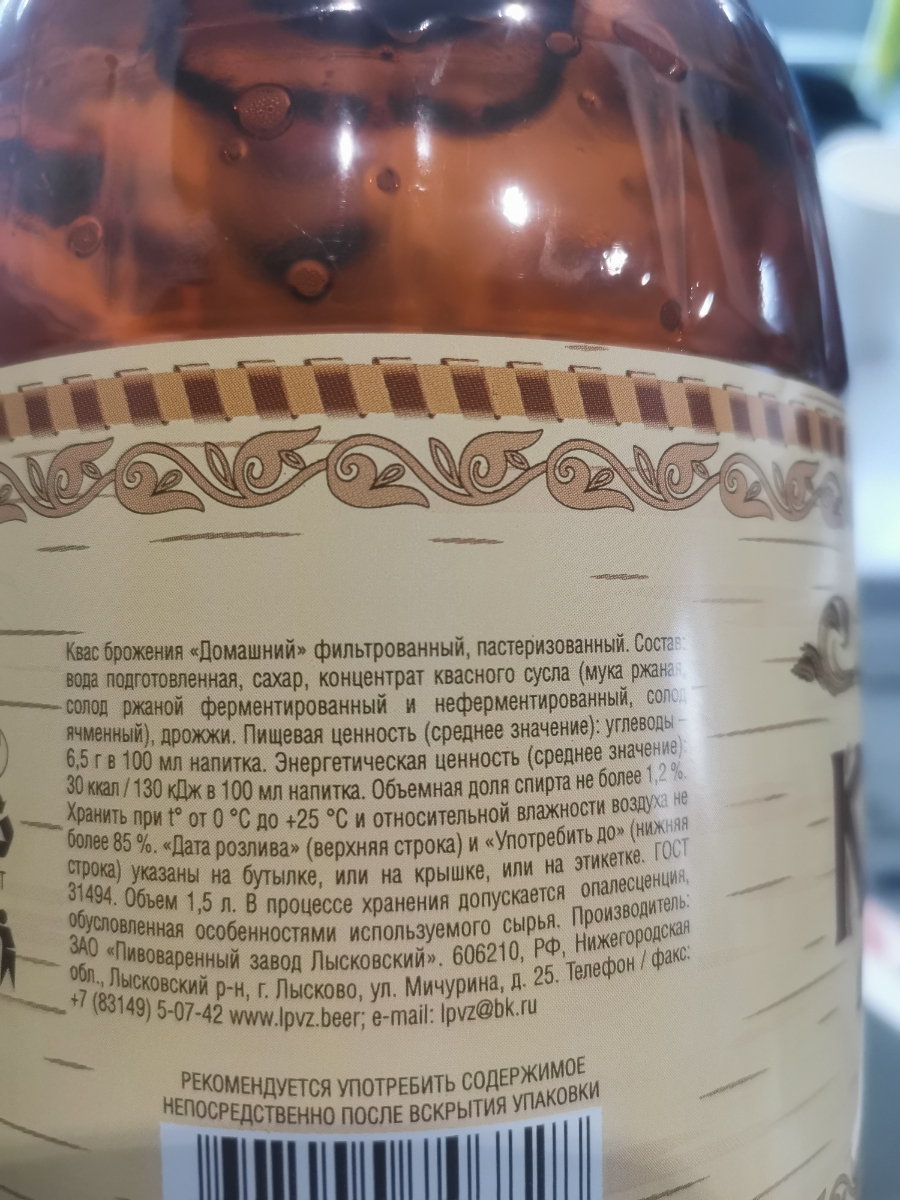 Квас брожения «Домашний» фильтрованный, пастеризованный. Состав:
вода подготовленная, сахар, концентрат квасного сусла (мука ржаная,
солод ржаной ферментированный и неферментированный, солод
ячменный), дрожжи. Пищевая ценность (среднее значение): углеводы –
6,5 г в 100 мл напитка. Энергетическая ценность (среднее значение):
30 ккал / 130 кДж в 100 мл напитка. Объемная доля спирта не более 1,2 %.
Хранить при t° от 0 °C до +25 °C и относительной влажности воздуха не
более 85 %. «Дата розлива» (верхняя строка) и «Употребить до» (нижняя
строка) указаны на бутылке, или на крышке, или на этикетке. ГОСТ
31494. Объем 1,5 л. В процессе хранения допускается опалесценция,
обусловленная особенностями используемого сырья. Производитель:
ЗАО «Пивоваренный завод Лысковский». 606210, РФ, Нижегородская
обл., Лысковский р-н, г. Лысково, ул. Мичурина, д. 25. Телефон / факс:
+7 (83149) 5-07-42 www.lpvz.beer; e-mail: lpvz@bk.ru
РЕКОМЕНДУЕТСЯ УПОТРЕБИТЬ СОДЕРЖИМОЕ
НЕПОСРЕДСТВЕННО ПОСЛЕ ВСКРЫТИЯ УПАКОВКИ